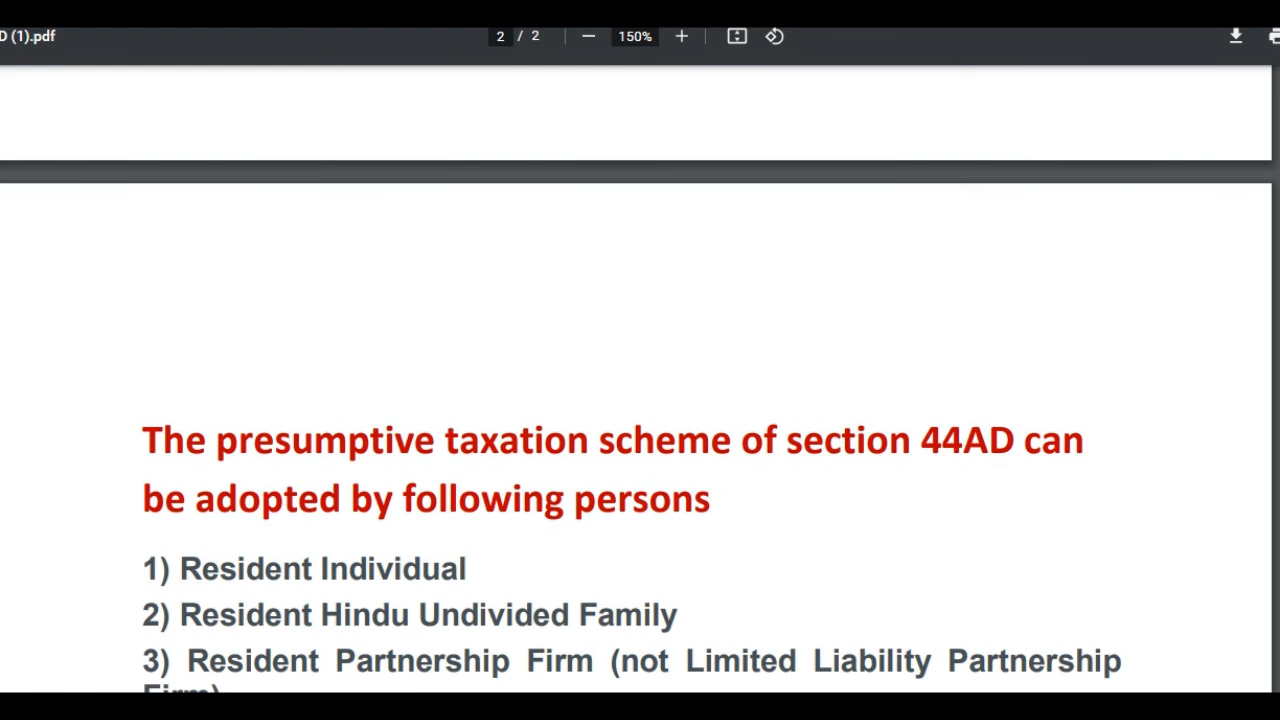 D (1).pdf
2 / 2
150%
The presumptive taxation scheme of section 44AD can
be adopted by following persons
1) Resident Individual
2) Resident Hindu Undivided Family
3) Resident Partnership Firm (not Limited Liability Partnership
Firm)